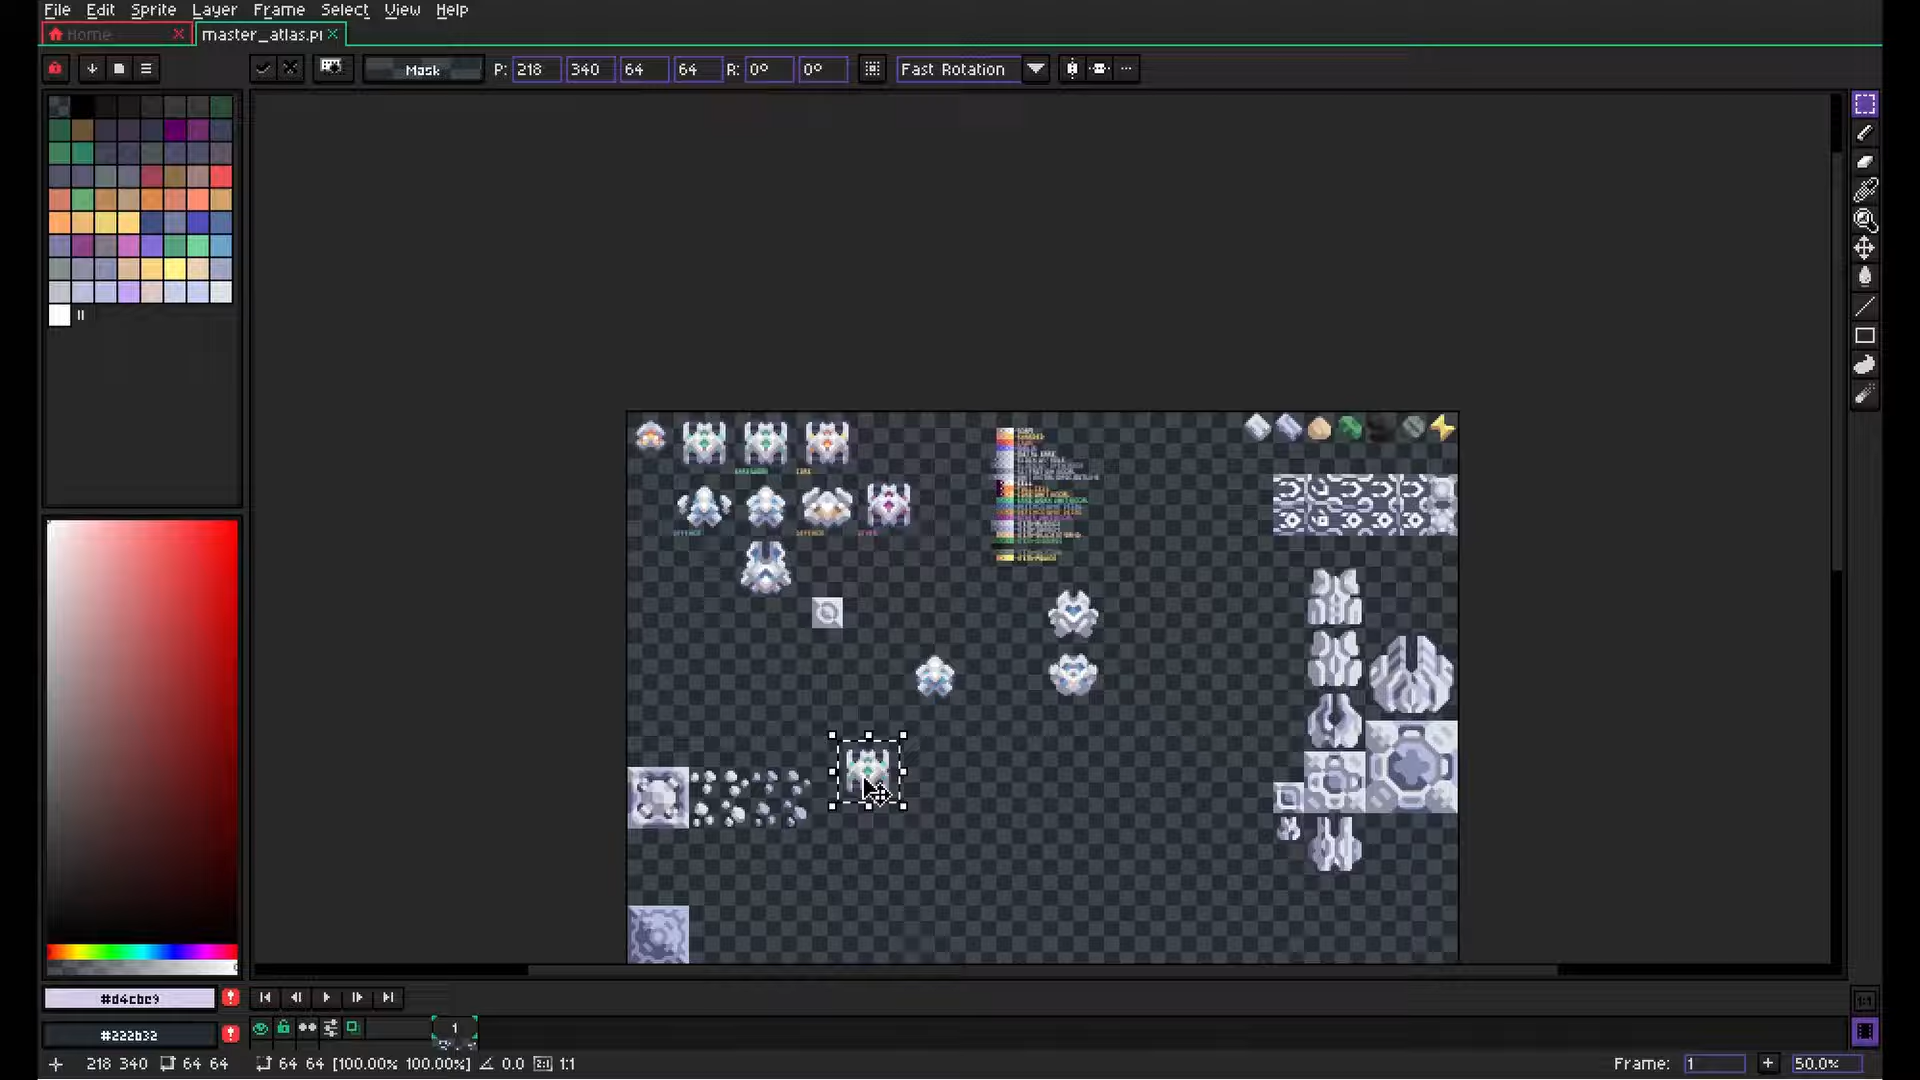 File Edit Sprite Layer Frame Select View Help
Home master_atlas.pi
Mask P: 218 340 64 64 R: 0° 0° Fast Rotation
#d4cbe9
#222b32
1
218 340 64 64 64 64 [100.00% 100.00%] 0.0 1:1
Frame: 1 50.0%